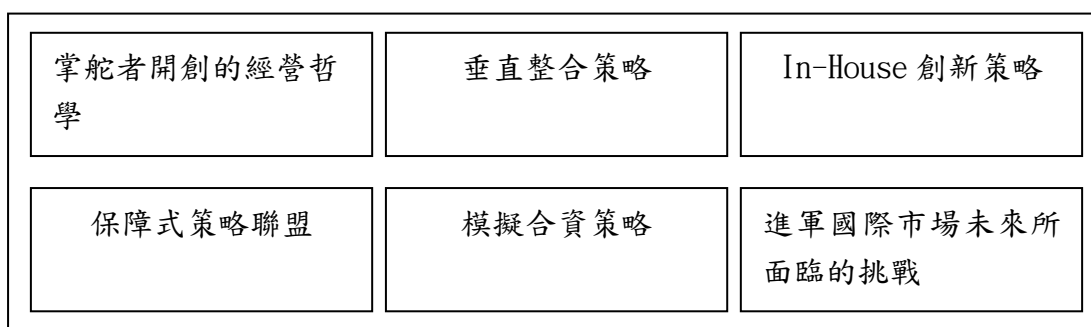 掌舵者開創的經營哲
學
垂直整合策略
In-House 創新策略
保障式策略聯盟
模擬合資策略
進軍國際市場未來所
面臨的挑戰